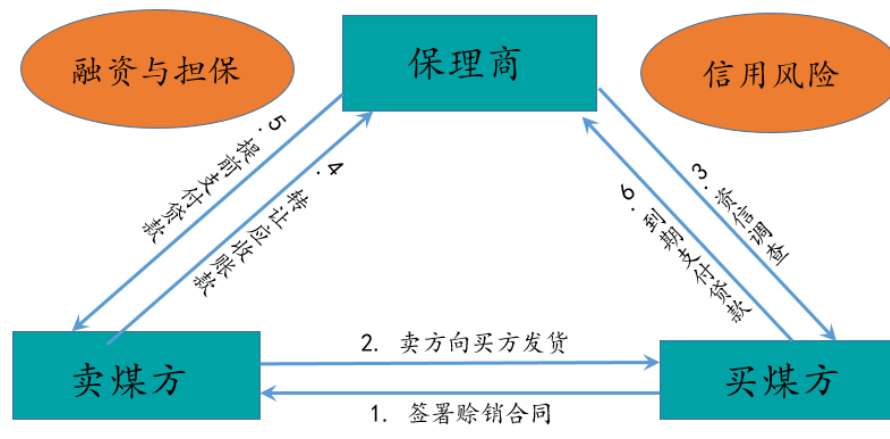 融资与担保
保理商
信用风险
5. 提前支付贷款
4. 转让应收账款
3. 资信调查
6. 到期支付贷款
卖煤方
2. 卖方向买方发货
买煤方
1. 签署赊销合同